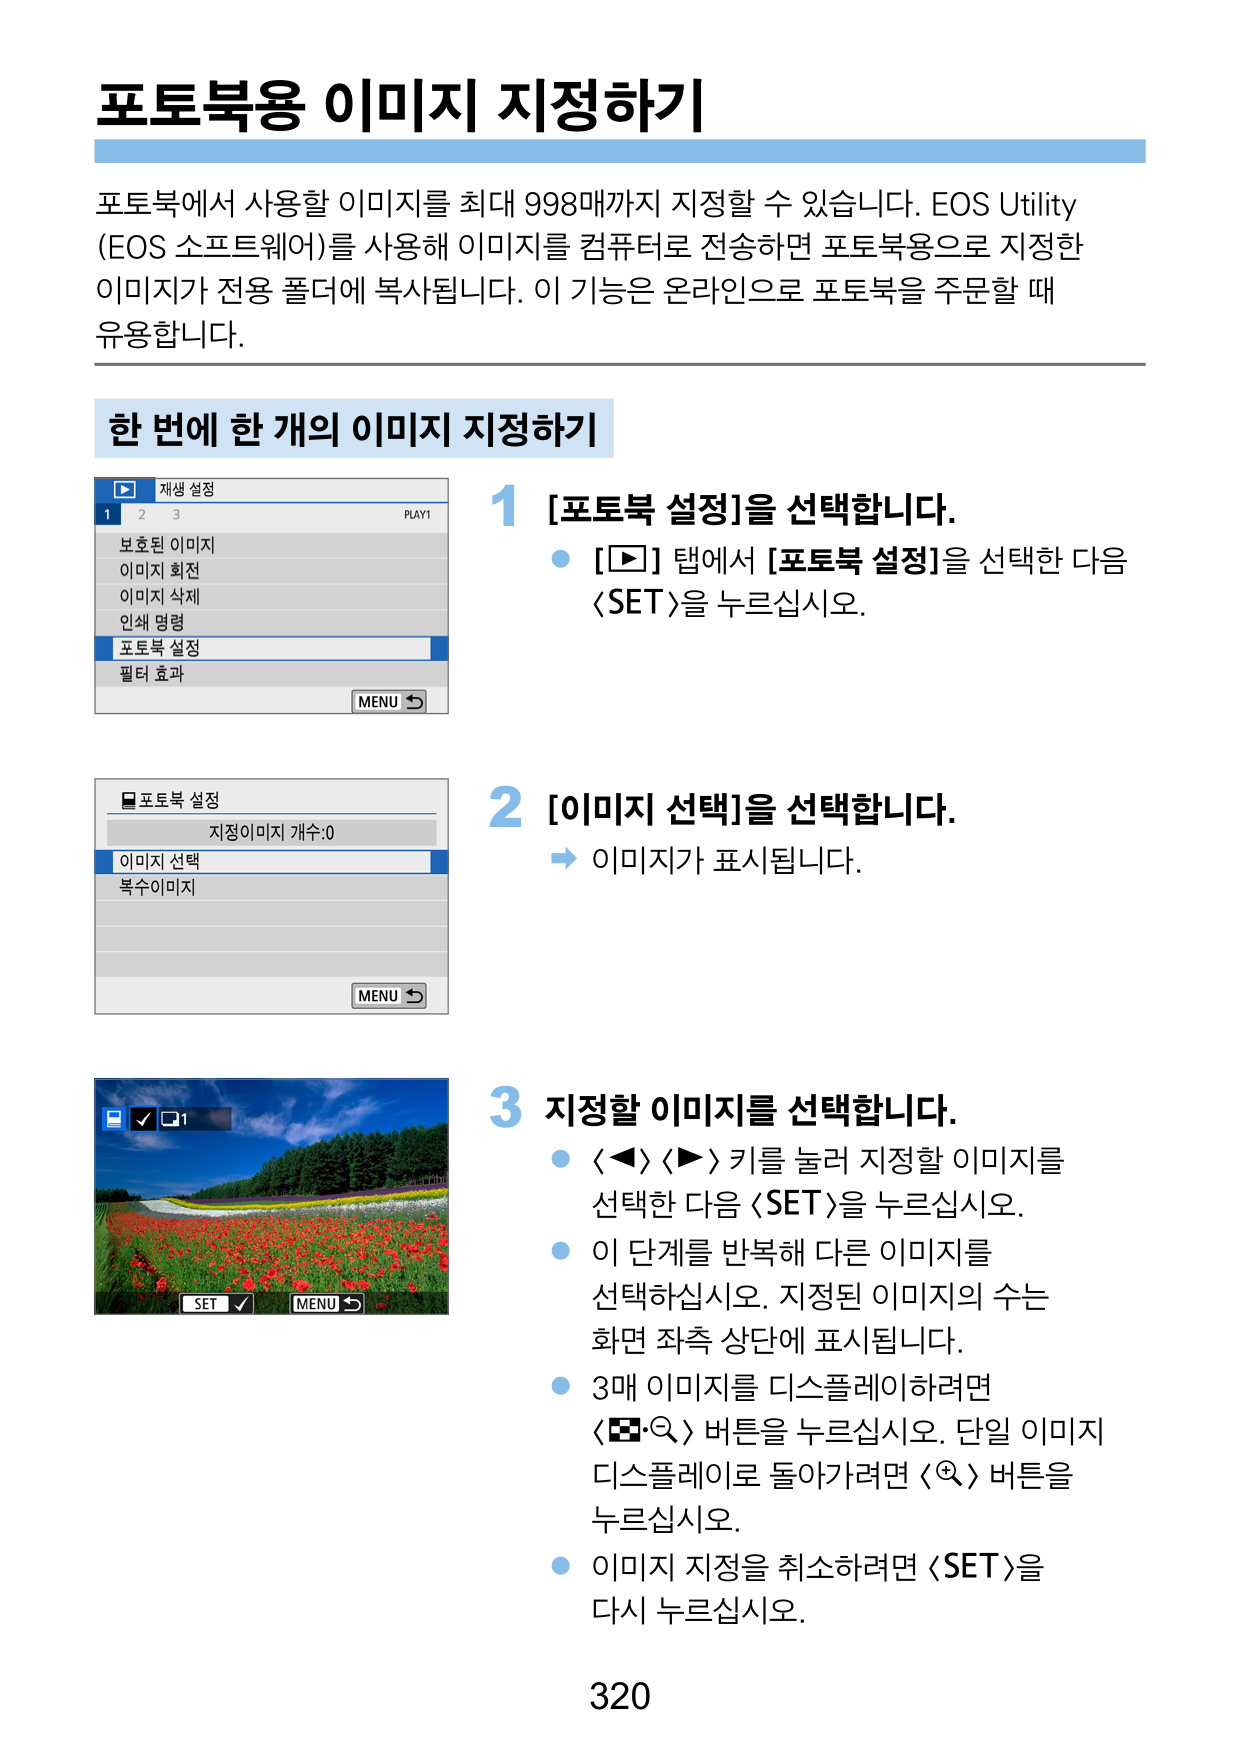 포토북용 이미지 지정하기
포토북에서 사용할 이미지를 최대 998매까지 지정할 수 있습니다. EOS Utility
(EOS 소프트웨어)를 사용해 이미지를 컴퓨터로 전송하면 포토북용으로 지정한
이미지가 전용 폴더에 복사됩니다. 이 기능은 온라인으로 포토북을 주문할 때
유용합니다.
한 번에 한 개의 이미지 지정하기
재생 설정
1 2 3 PLAY1
보호된 이미지
이미지 회전
이미지 삭제
인쇄 명령
포토북 설정
필터 효과
MENU
1 [포토북 설정]을 선택합니다.
● [▶] 탭에서 [포토북 설정]을 선택한 다음
〈SET〉을 누르십시오.
포토북 설정
지정이미지 개수:0
이미지 선택
복수이미지
MENU
2 [이미지 선택]을 선택합니다.
➡ 이미지가 표시됩니다.
1
SET MENU
3 지정할 이미지를 선택합니다.
● 〈◀〉〈▶〉 키를 눌러 지정할 이미지를
선택한 다음 〈SET〉을 누르십시오.
● 이 단계를 반복해 다른 이미지를
선택하십시오. 지정된 이미지의 수는
화면 좌측 상단에 표시됩니다.
● 3매 이미지를 디스플레이하려면
〈·〉 버튼을 누르십시오. 단일 이미지
디스플레이로 돌아가려면 〈〉 버튼을
누르십시오.
● 이미지 지정을 취소하려면 〈SET〉을
다시 누르십시오.
320